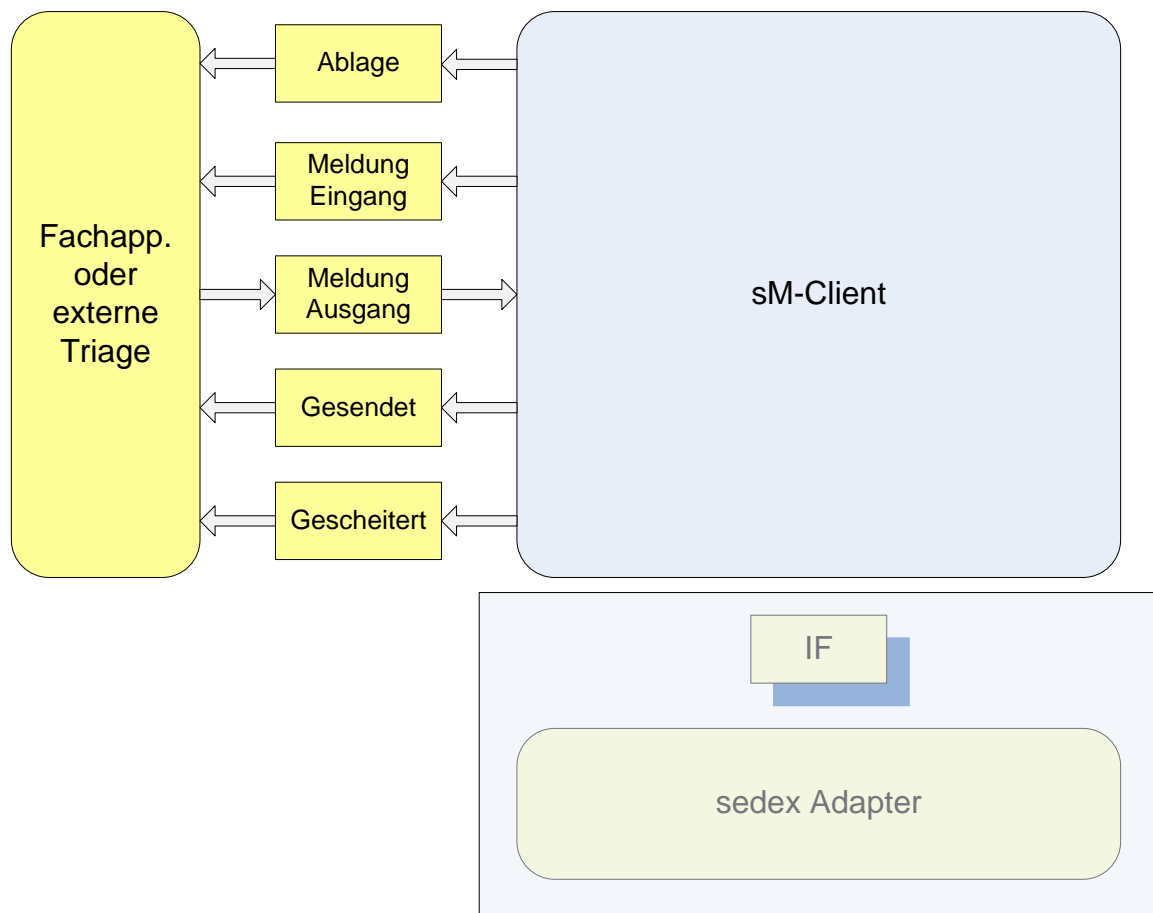 Fachapp.
oder
externe
Triage
Ablage
Meldung
Eingang
Meldung
Ausgang
Gesendet
Gescheitert
sM-Client
IF
sedex Adapter